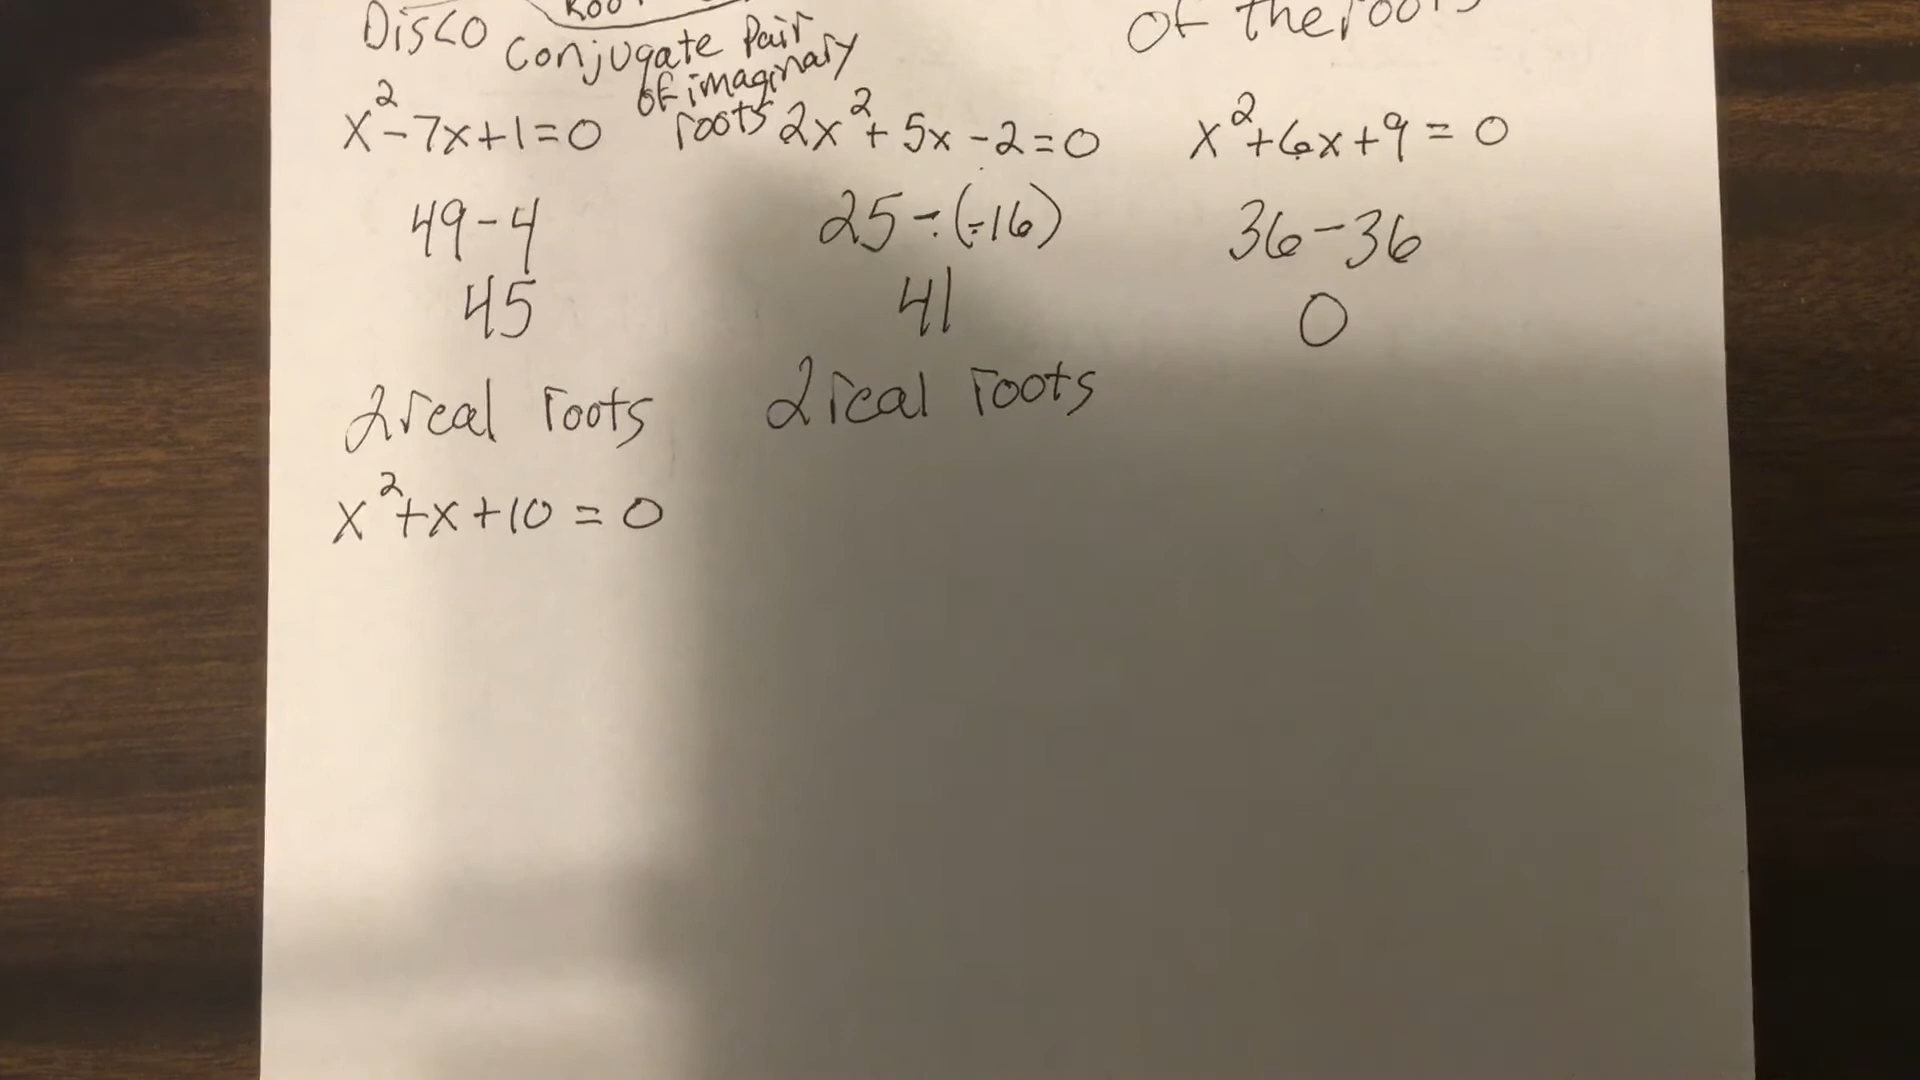 Disco
Conjugate Pair
of imaginary
roots
of the roots
x²-7x+1=0
49-4
45
2 real roots
2x²+5x-2=0
25-(-16)
41
2 real roots
x²+6x+9=0
36-36
0
x²+x+10=0